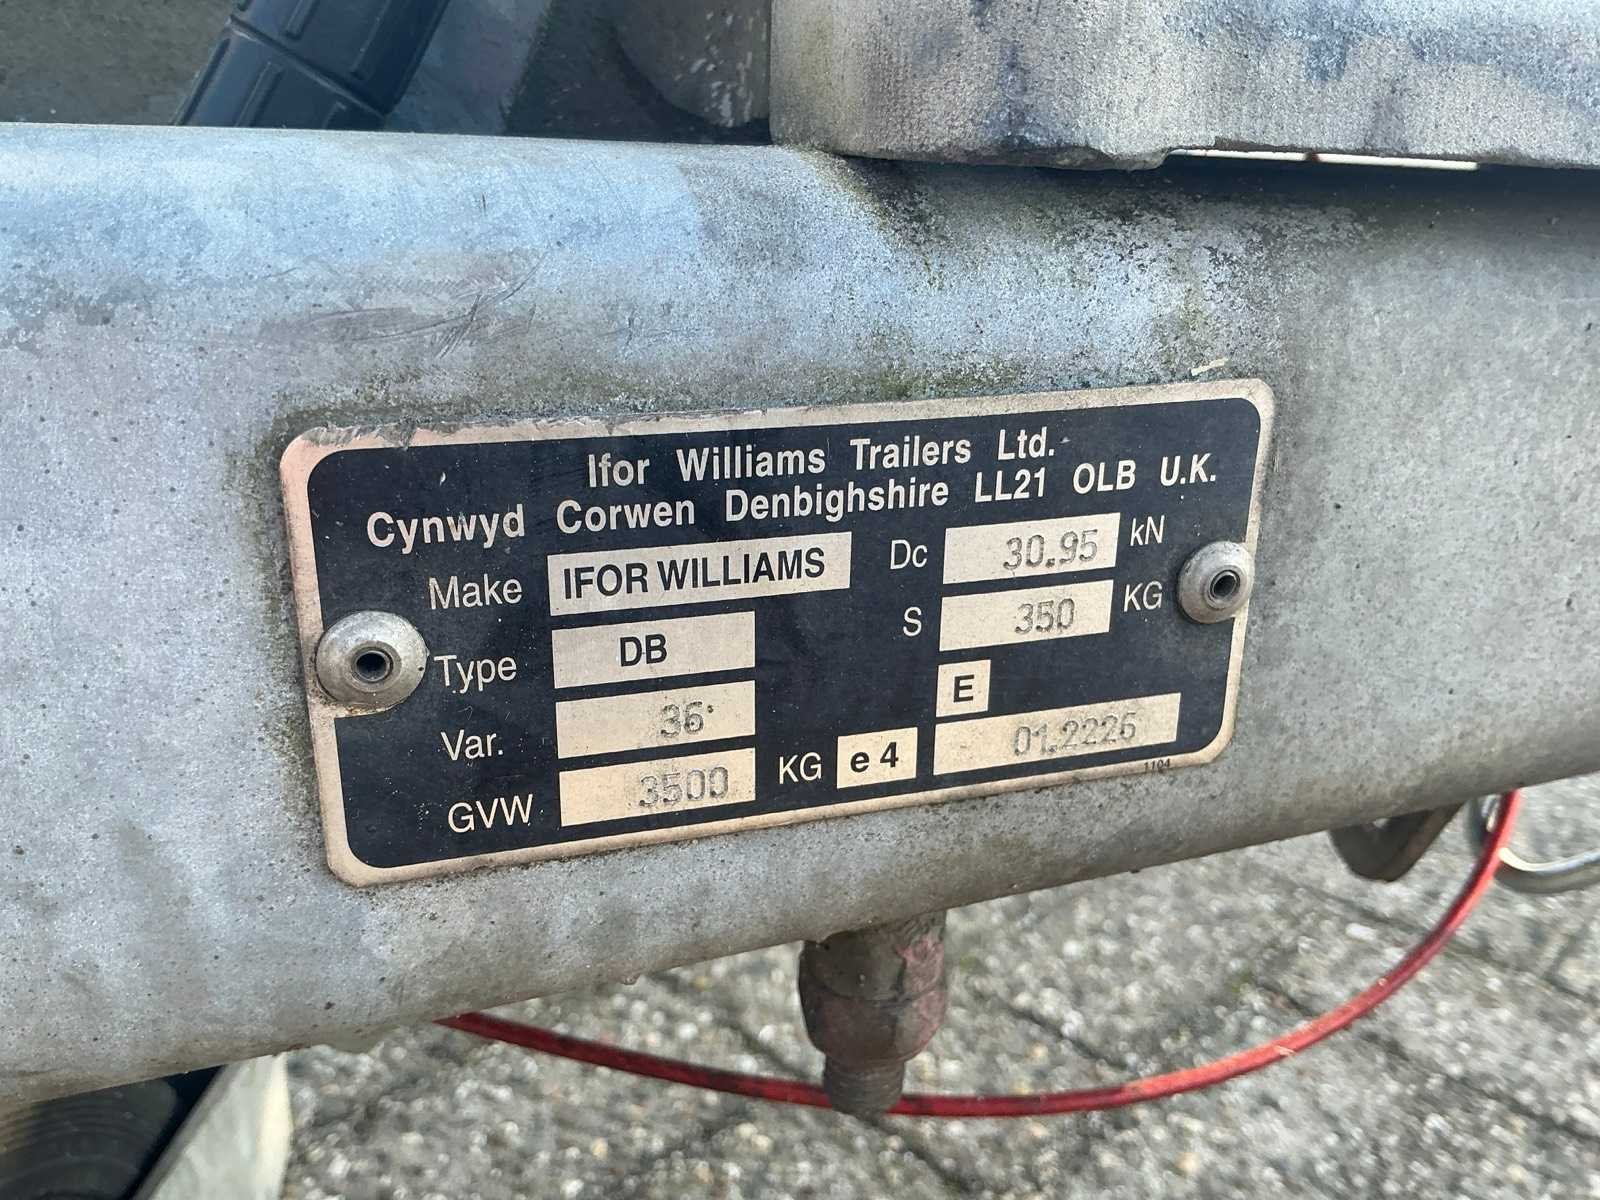 Ifor Williams Trailers Ltd.
Cynwyd Corwen Denbighshire LL21 OLB U.K.
Make IFOR WILLIAMS Dc 30.95 kN
Type DB S 350 KG
Var. 36 E
GVW 3500 KG e4 01.2226
1104